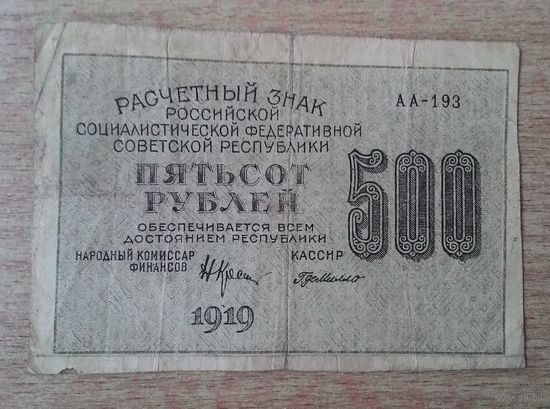 РАСЧЕТНЫЙ ЗНАК
РОССИЙСКОЙ
СОЦИАЛИСТИЧЕСКОЙ ФЕДЕРАТИВНОЙ
СОВЕТСКОЙ РЕСПУБЛИКИ
АА-193
ПЯТЬСОТ
РУБЛЕЙ
500
ОБЕСПЕЧИВАЕТСЯ ВСЕМ
ДОСТОЯНИЕМ РЕСПУБЛИКИ
НАРОДНЫЙ КОМИССАР
ФИНАНСОВ
КАССИР
1919